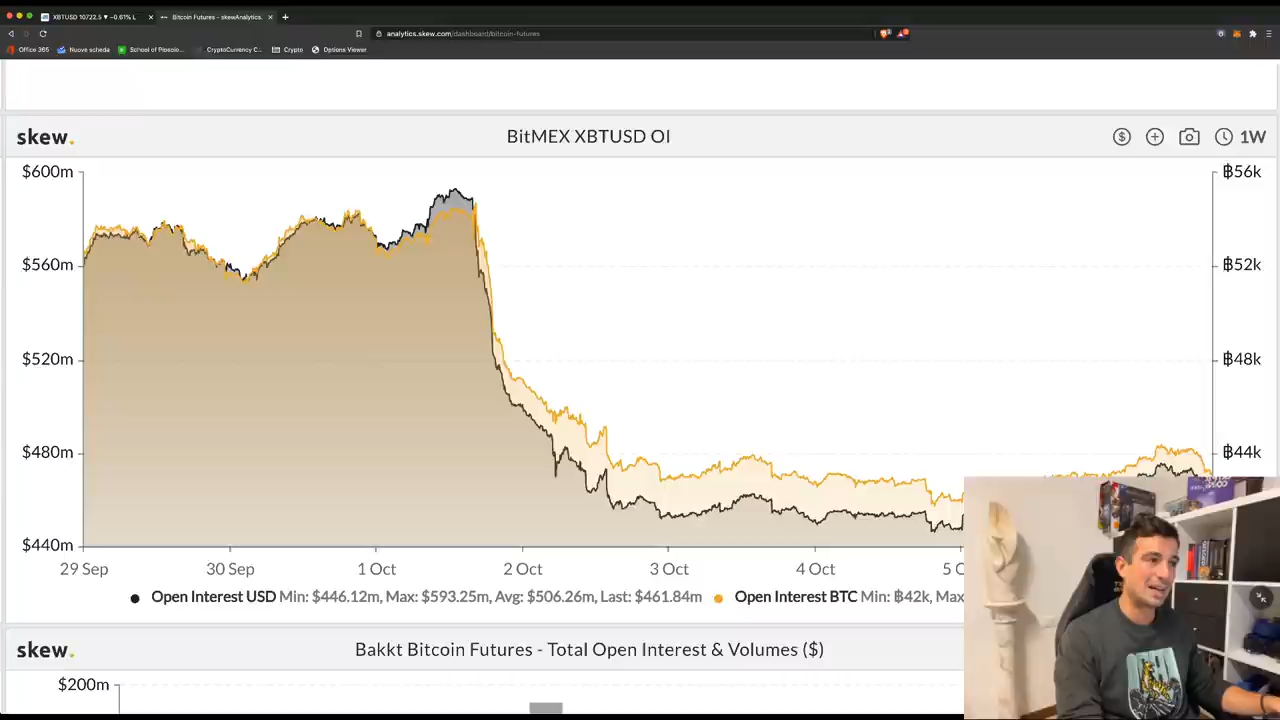 XBTUSD 10722.5 ▼ -0.61% L
Bitcoin Futures - skewAnalytics.
analytics.skew.com/dashboard/bitcoin-futures
Office 365 Nuove scheda School of Pipsolo... CryptoCurrency C... Crypto Options Viewer
skew. BitMEX XBTUSD OI 1W
$600m ฿56k
$560m ฿52k
$520m ฿48k
$480m ฿44k
$440m
29 Sep 30 Sep 1 Oct 2 Oct 3 Oct 4 Oct 5 O
Open Interest USD Min: $446.12m, Max: $593.25m, Avg: $506.26m, Last: $461.84m Open Interest BTC Min: ฿42k, Max
skew. Bakkt Bitcoin Futures - Total Open Interest & Volumes ($)
$200m